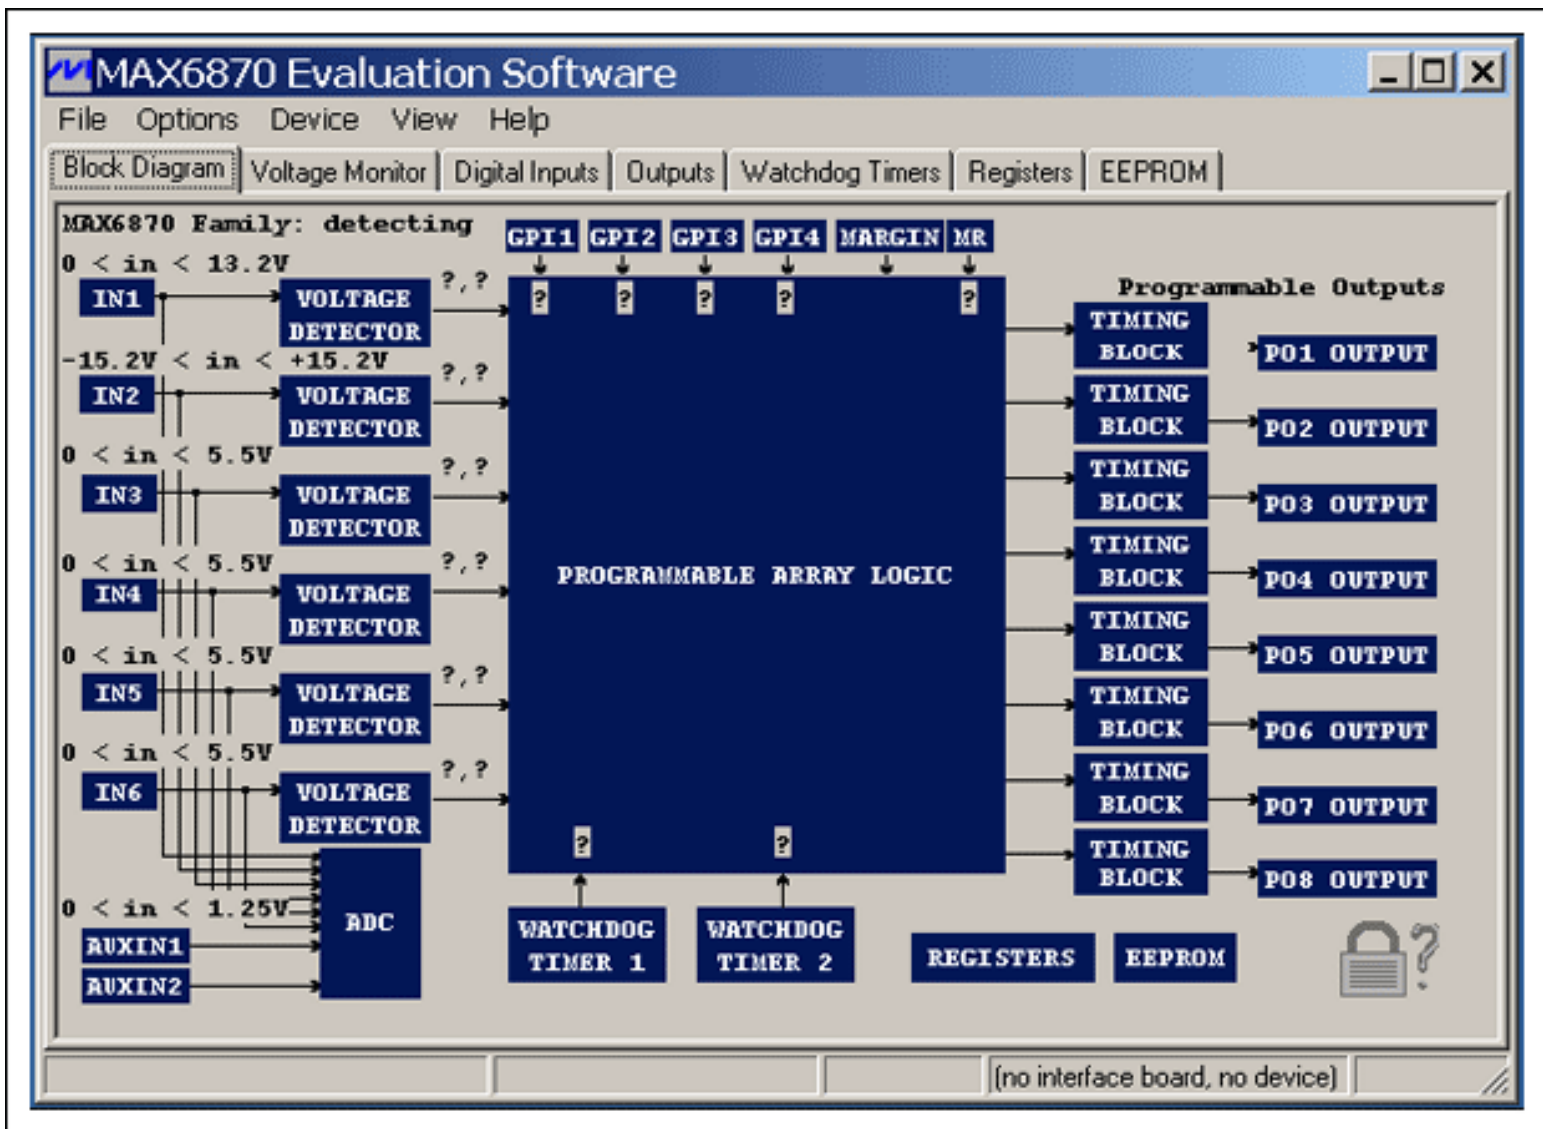 MAX6870 Evaluation Software
File Options Device View Help
Block Diagram Voltage Monitor Digital Inputs Outputs Watchdog Timers Registers EEPROM
MAX6870 Family: detecting
GPI1 GPI2 GPI3 GPI4 MARGIN MR
? ? ? ? ?
0 < in < 13.2V
IN1
VOLTAGE
DETECTOR
?,?
-15.2V < in < +15.2V
IN2
VOLTAGE
DETECTOR
?,?
0 < in < 5.5V
IN3
VOLTAGE
DETECTOR
?,?
0 < in < 5.5V
IN4
VOLTAGE
DETECTOR
?,?
0 < in < 5.5V
IN5
VOLTAGE
DETECTOR
?,?
0 < in < 5.5V
IN6
VOLTAGE
DETECTOR
?,?
0 < in < 1.25V
AUXIN1
AUXIN2
ADC
PROGRAMMABLE ARRAY LOGIC
? ?
WATCHDOG
TIMER 1
WATCHDOG
TIMER 2
Programmable Outputs
TIMING
BLOCK
PO1 OUTPUT
TIMING
BLOCK
PO2 OUTPUT
TIMING
BLOCK
PO3 OUTPUT
TIMING
BLOCK
PO4 OUTPUT
TIMING
BLOCK
PO5 OUTPUT
TIMING
BLOCK
PO6 OUTPUT
TIMING
BLOCK
PO7 OUTPUT
TIMING
BLOCK
PO8 OUTPUT
REGISTERS
EEPROM
?
(no interface board, no device)